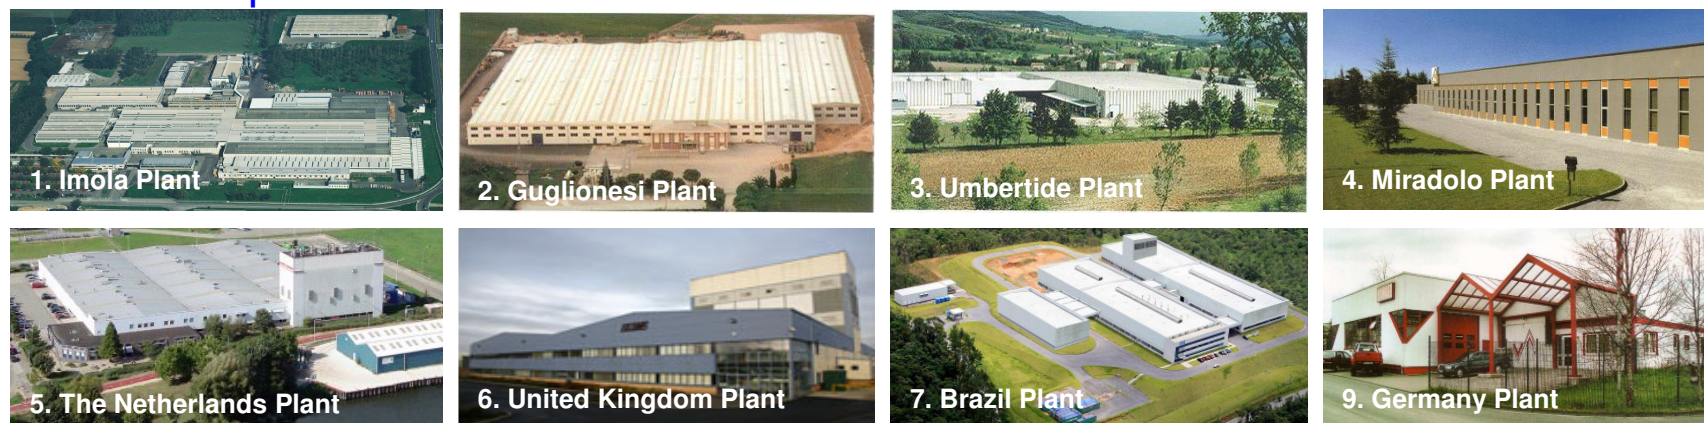 1. Imola Plant
2. Guglionesi Plant
3. Umbertide Plant
4. Miradolo Plant
5. The Netherlands Plant
6. United Kingdom Plant
7. Brazil Plant
9. Germany Plant